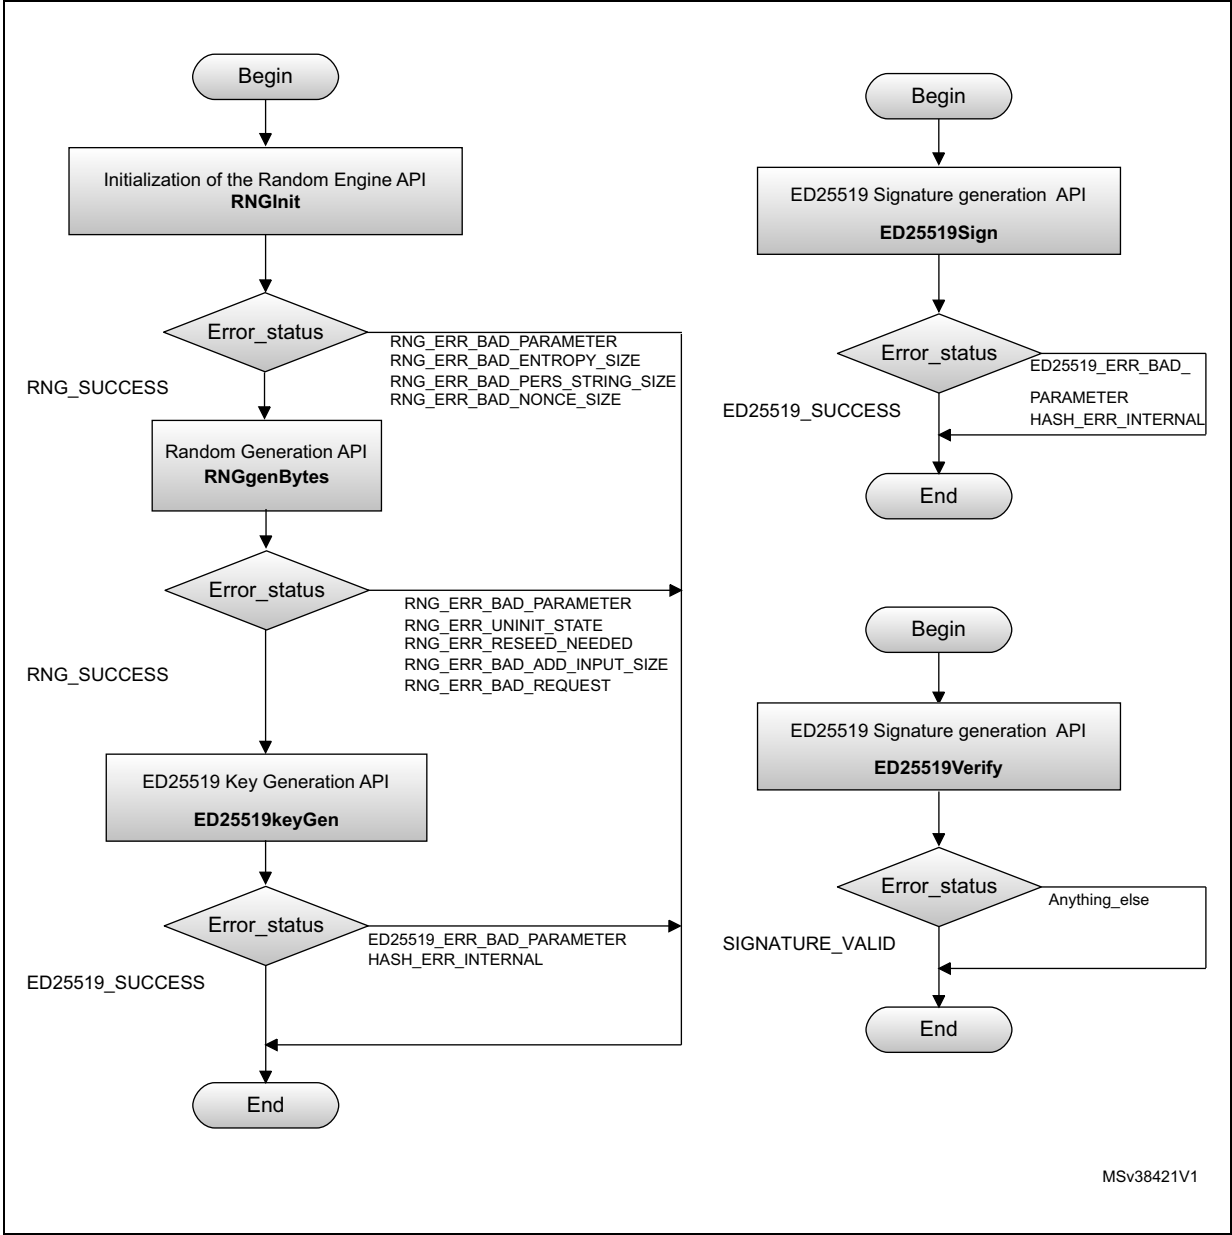 Begin
Initialization of the Random Engine API
RNGInit
Error_status
RNG_ERR_BAD_PARAMETER
RNG_ERR_BAD_ENTROPY_SIZE
RNG_ERR_BAD_PERS_STRING_SIZE
RNG_ERR_BAD_NONCE_SIZE
RNG_SUCCESS
Random Generation API
RNGgenBytes
Error_status
RNG_ERR_BAD_PARAMETER
RNG_ERR_UNINIT_STATE
RNG_ERR_RESEED_NEEDED
RNG_ERR_BAD_ADD_INPUT_SIZE
RNG_ERR_BAD_REQUEST
RNG_SUCCESS
ED25519 Key Generation API
ED25519keyGen
Error_status
ED25519_ERR_BAD_PARAMETER
HASH_ERR_INTERNAL
ED25519_SUCCESS
End
Begin
ED25519 Signature generation API
ED25519Sign
Error_status
ED25519_ERR_BAD_
PARAMETER
HASH_ERR_INTERNAL
ED25519_SUCCESS
End
Begin
ED25519 Signature generation API
ED25519Verify
Error_status
Anything_else
SIGNATURE_VALID
End
MSv38421V1